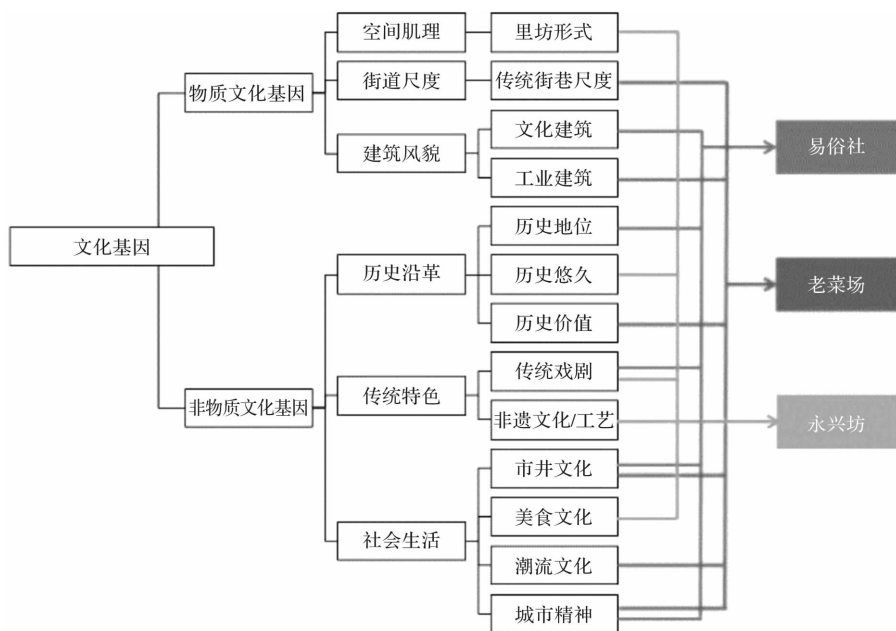 文化基因
物质文化基因
非物质文化基因
空间肌理
街道尺度
建筑风貌
历史沿革
传统特色
社会生活
里坊形式
传统街巷尺度
文化建筑
工业建筑
历史地位
历史悠久
历史价值
传统戏剧
非遗文化/工艺
市井文化
美食文化
潮流文化
城市精神
易俗社
老菜场
永兴坊